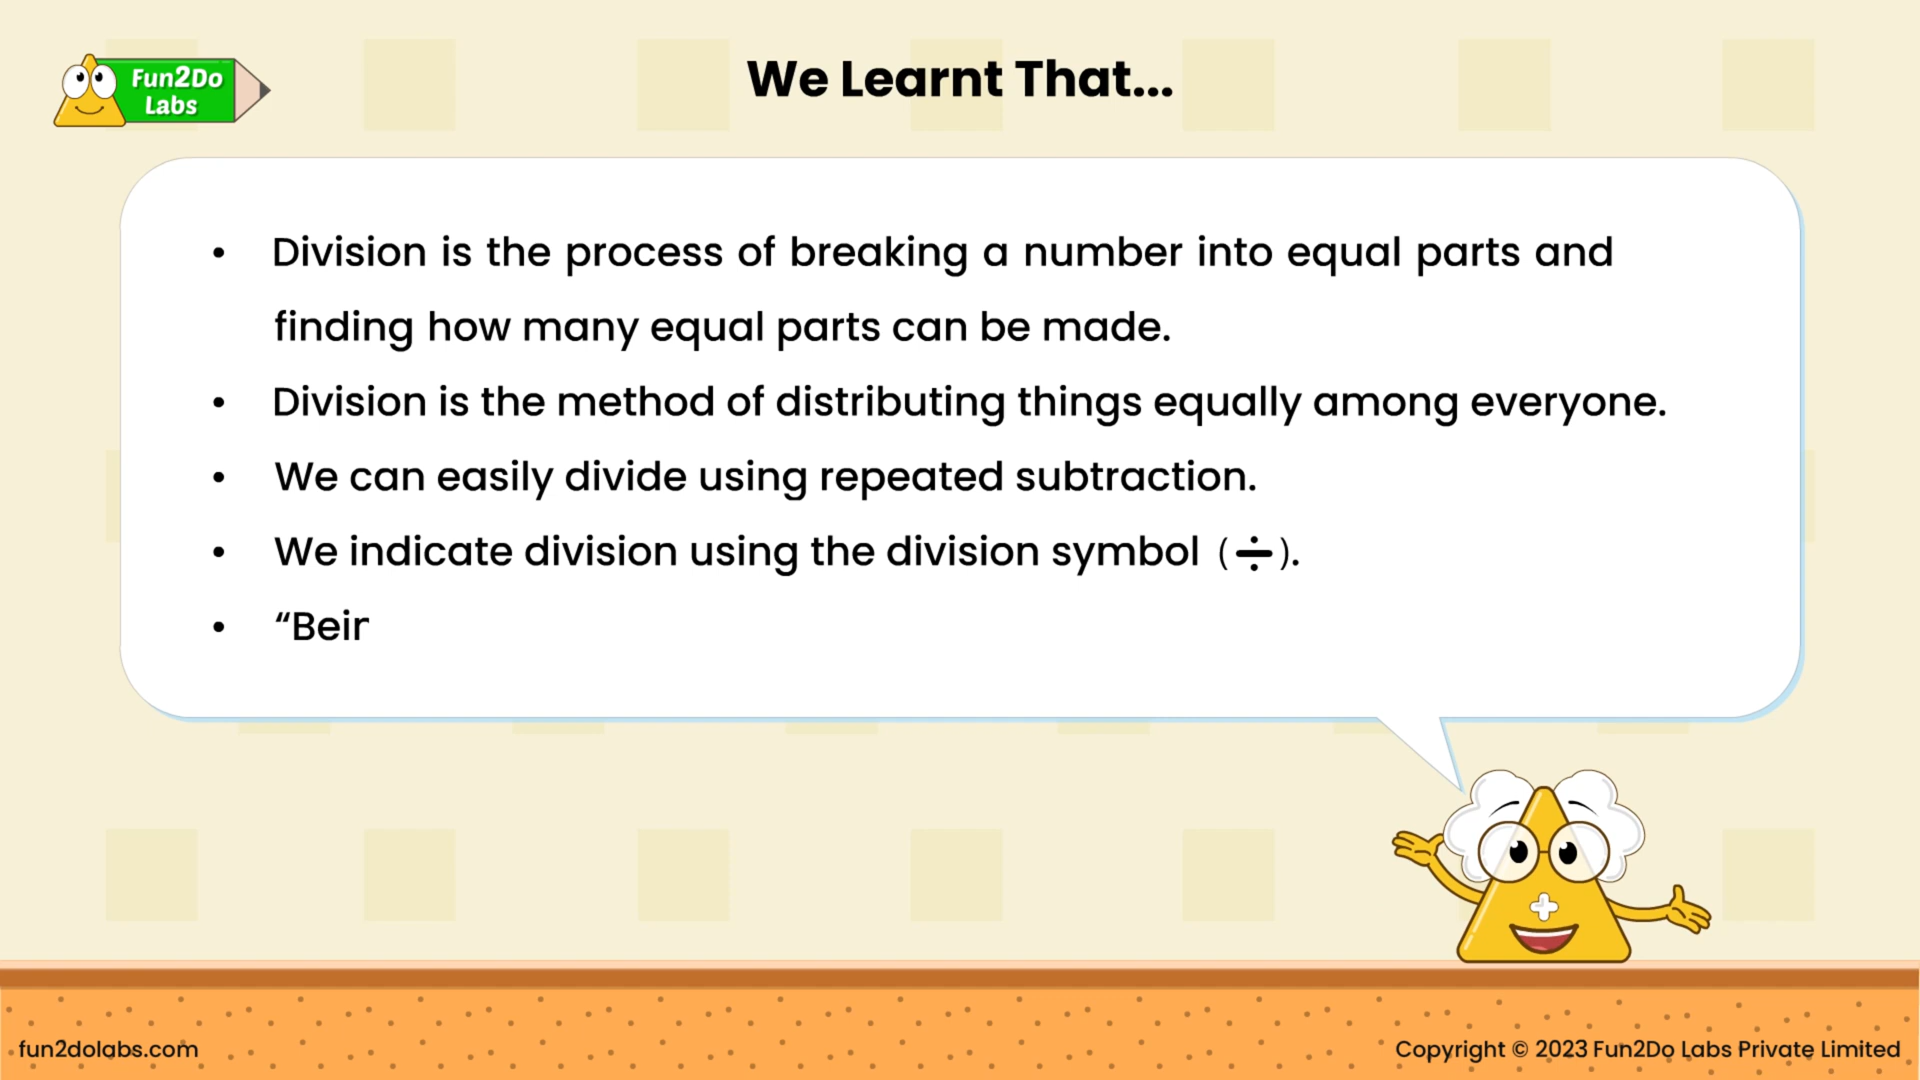 Fun2Do
Labs
We Learnt That...
• Division is the process of breaking a number into equal parts and
finding how many equal parts can be made.
• Division is the method of distributing things equally among everyone.
• We can easily divide using repeated subtraction.
• We indicate division using the division symbol (÷).
• “Bein
fun2dolabs.com
Copyright © 2023 Fun2Do Labs Private Limited